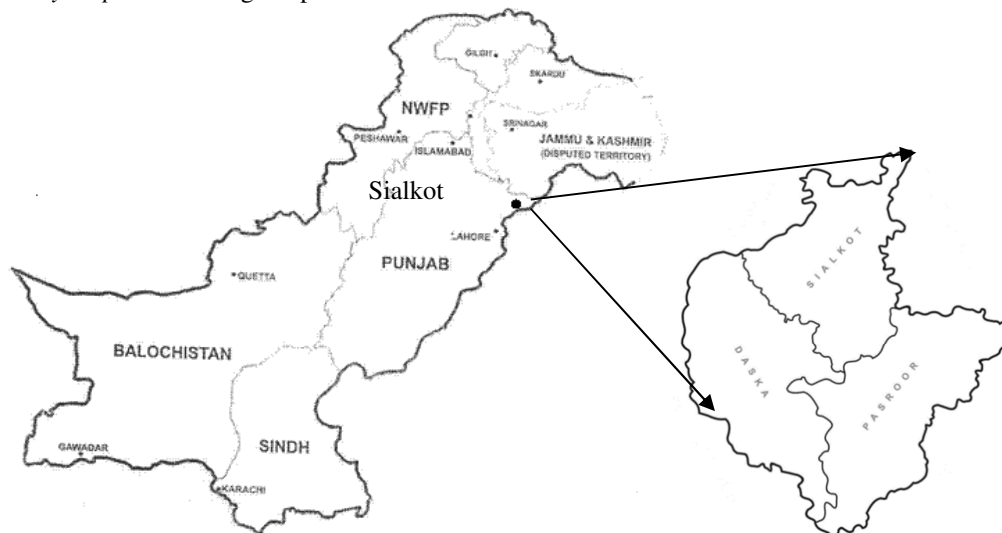 GILGIT
SKARDU
NWFP
SRINAGAR
PESHAWAR
JAMMU & KASHMIR
ISLAMABAD
(DISPUTED TERRITORY)
Sialkot
LAHORE
PUNJAB
QUETTA
BALOCHISTAN
SINDH
GAWADAR
KARACHI
SIALKOT
DASKA
PASROOR